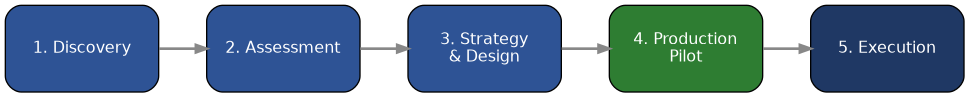 1. Discovery
2. Assessment
3. Strategy
& Design
4. Production
Pilot
5. Execution